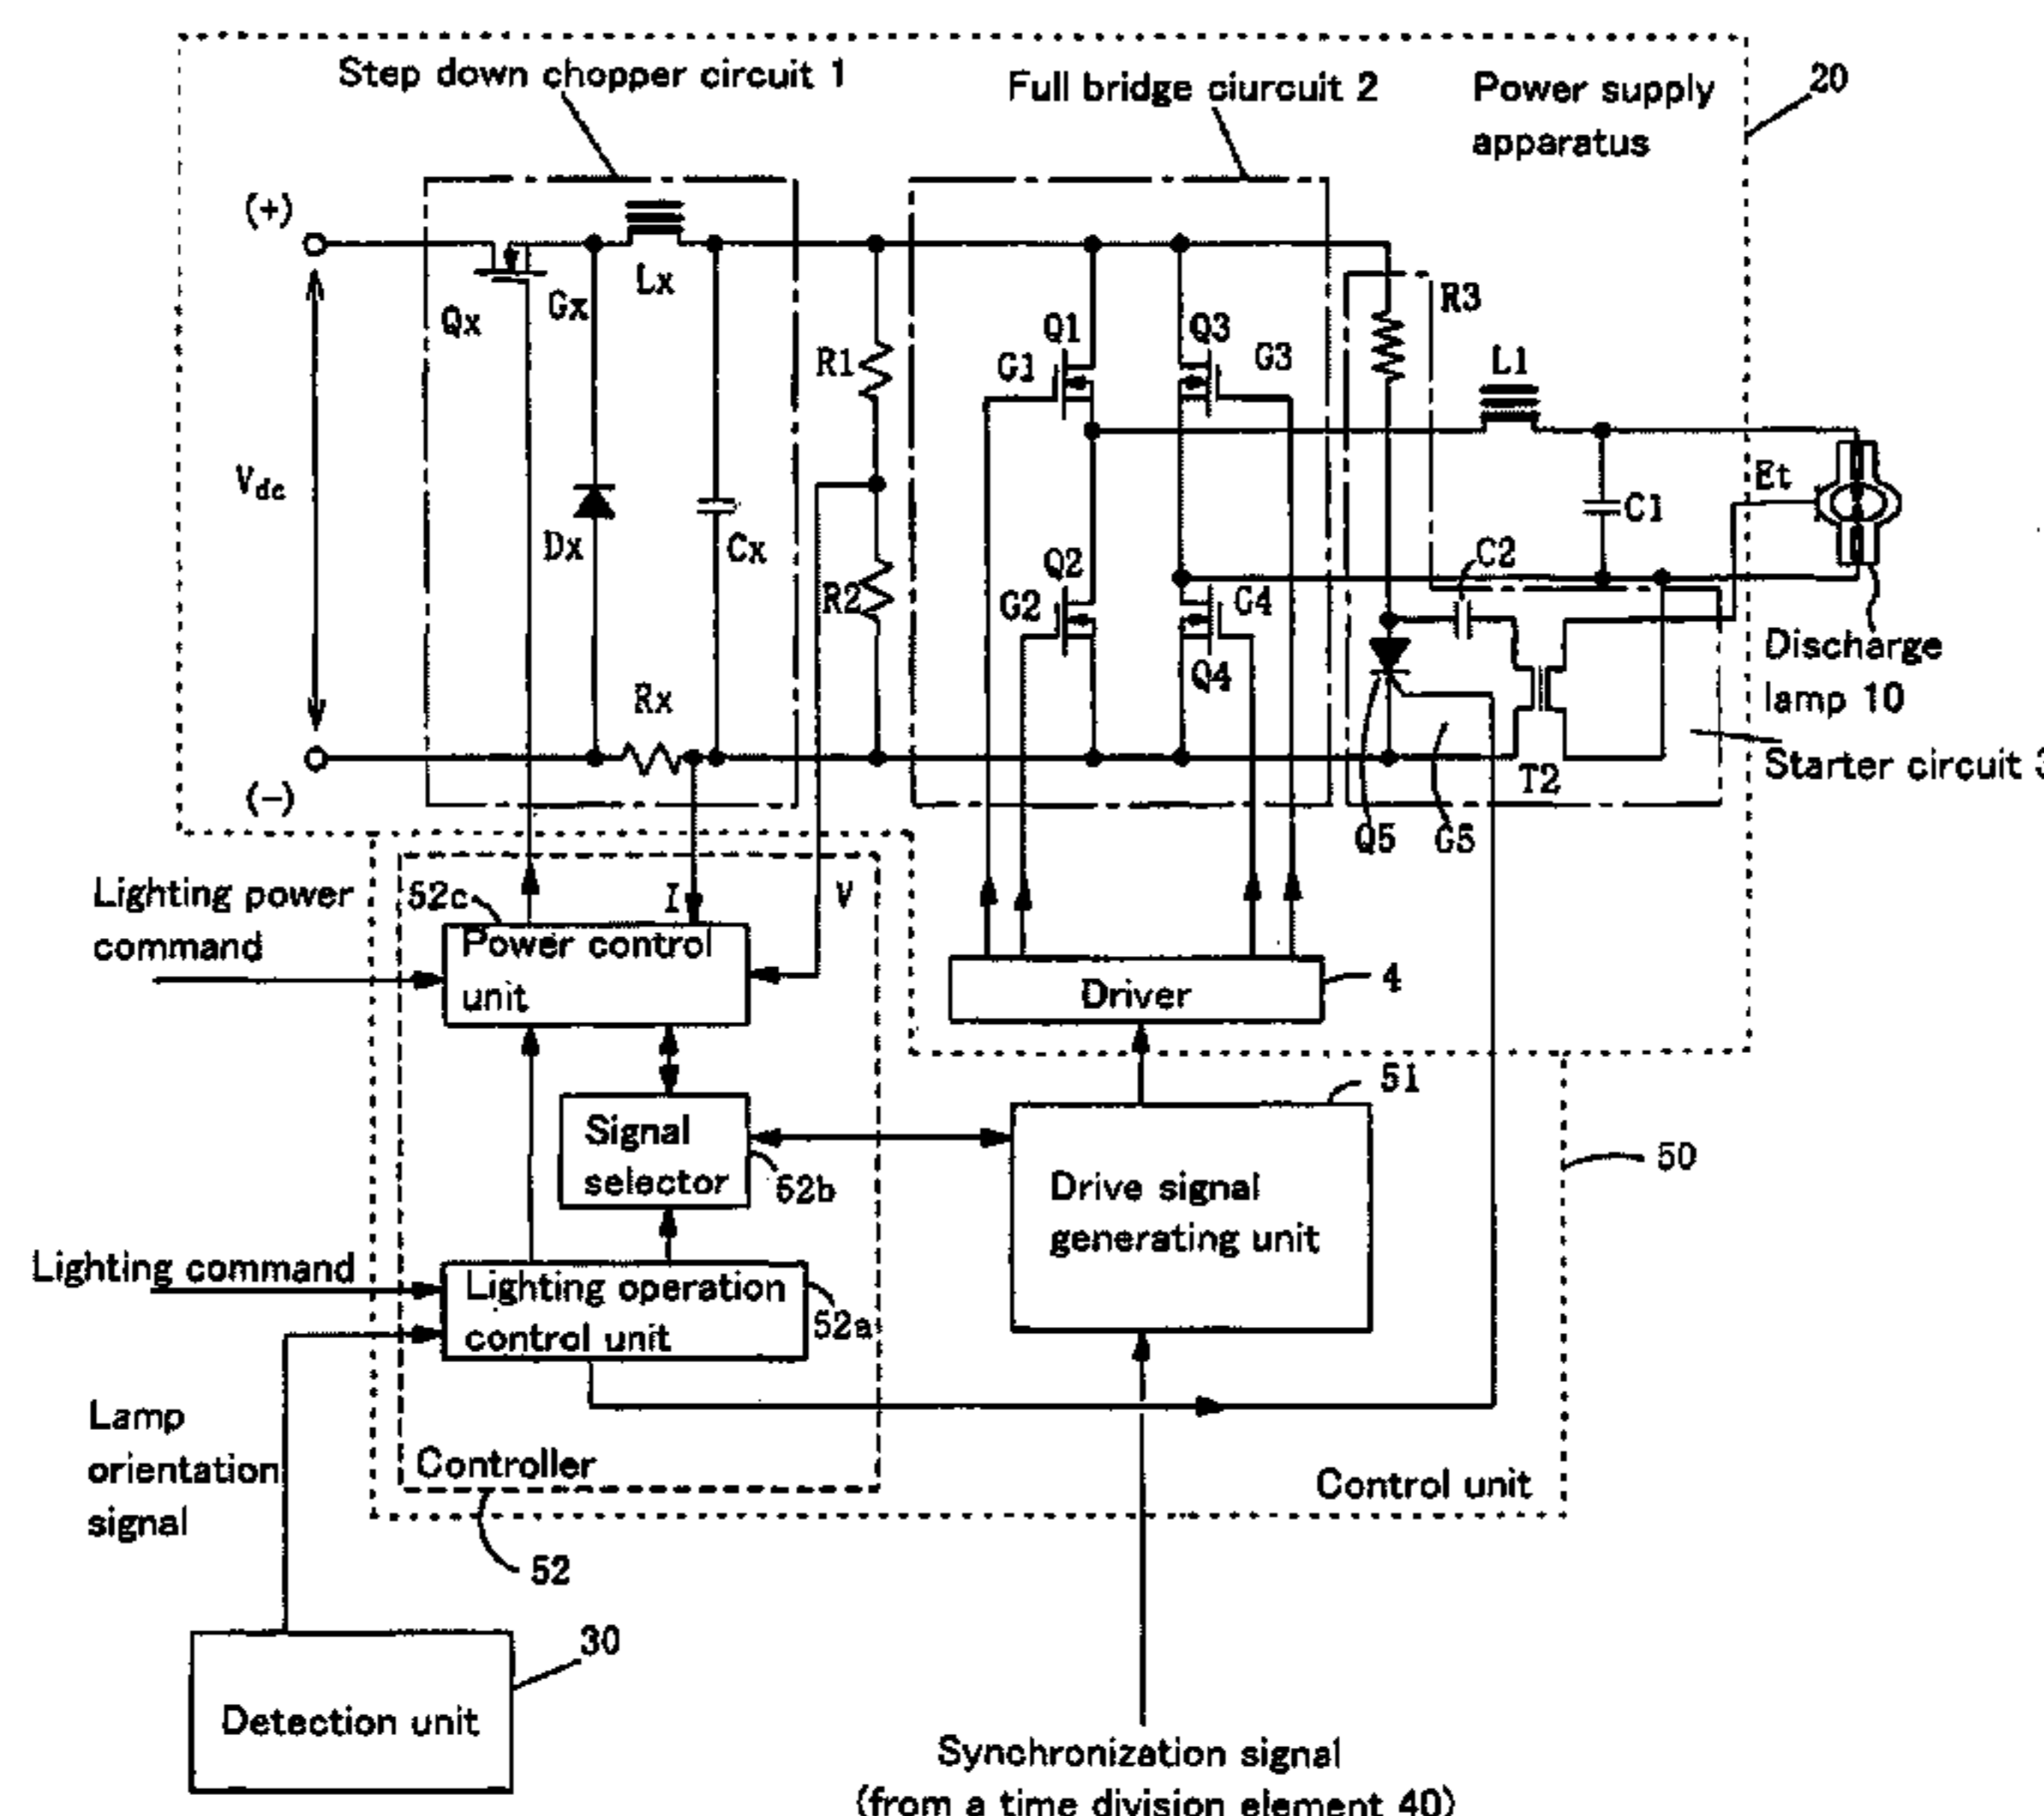 Step down chopper circuit 1
Full bridge ciurcuit 2
Power supply
apparatus
20
(+)
Qx
Gx
Lx
R1
G1
Q1
Q3
G3
R3
L1
Vdc
Dx
Cx
Et
C1
C2
R2
Q2
G2
G4
Q4
Rx
Discharge
lamp 10
(-)
T2
Starter circuit 3
Q5
G5
Lighting power
command
52c
I
V
Power control
unit
Driver
4
51
Signal
selector
52b
Drive signal
generating unit
50
Lighting command
Lighting operation
control unit
52a
Lamp
orientation
signal
Controller
Control unit
52
30
Detection unit
Synchronization signal
(from a time division element 40)